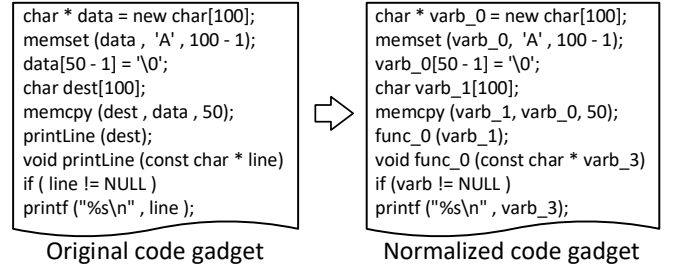 char * data = new char[100];
memset (data , 'A' , 100 - 1);
data[50 - 1] = '\0';
char dest[100];
memcpy (dest , data , 50);
printLine (dest);
void printLine (const char * line)
if ( line != NULL )
printf ("%s\n" , line );
Original code gadget
char * varb_0 = new char[100];
memset (varb_0, 'A' , 100 - 1);
varb_0[50 - 1] = '\0';
char varb_1[100];
memcpy (varb_1, varb_0, 50);
func_0 (varb_1);
void func_0 (const char * varb_3)
if (varb != NULL )
printf ("%s\n" , varb_3);
Normalized code gadget